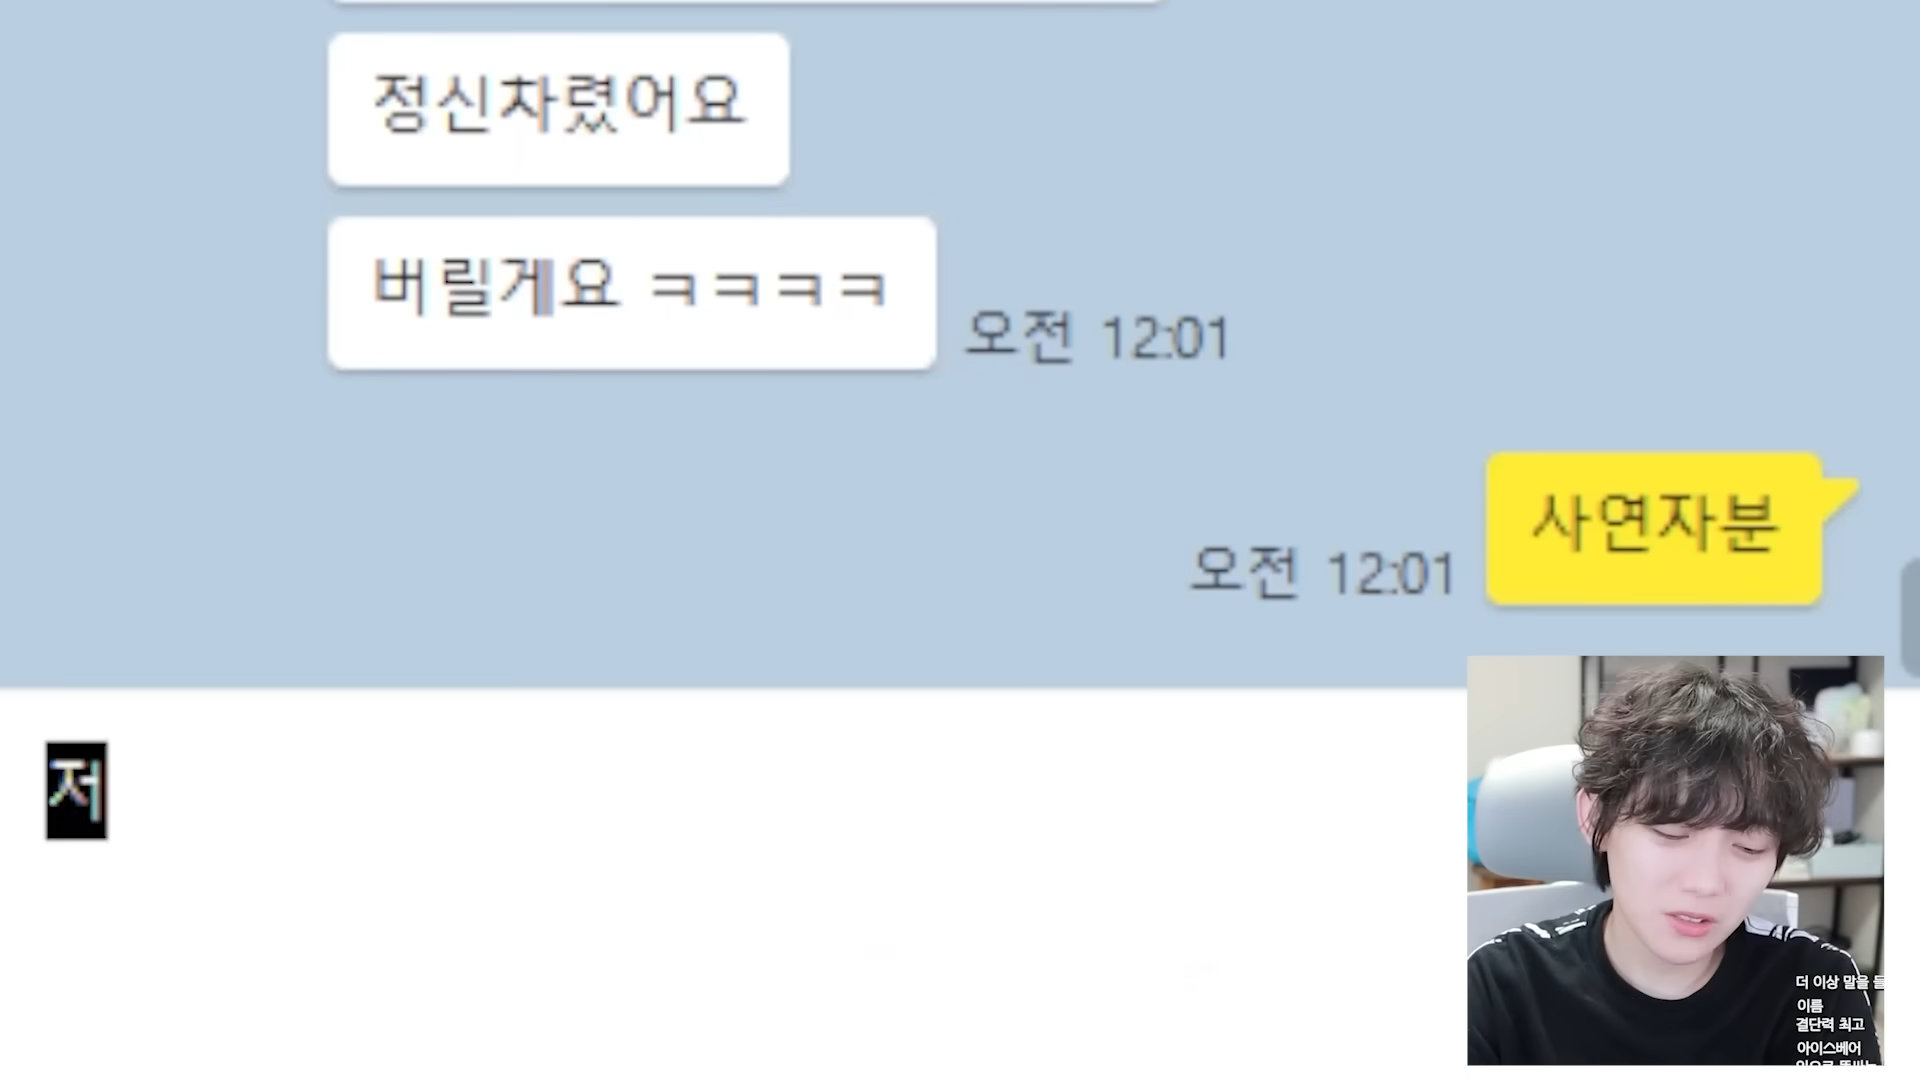 정신차렸어요
버릴게요 ㅋㅋㅋㅋ
오전 12:01
사연자분
오전 12:01
저
더 이상 말을
이름
결단력 최고
아이스베어